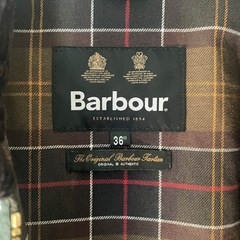 Barbour
ESTABLISHED 1894
36"
The Original Barbour Tartan
ORIGINAL & AUTHENTIC